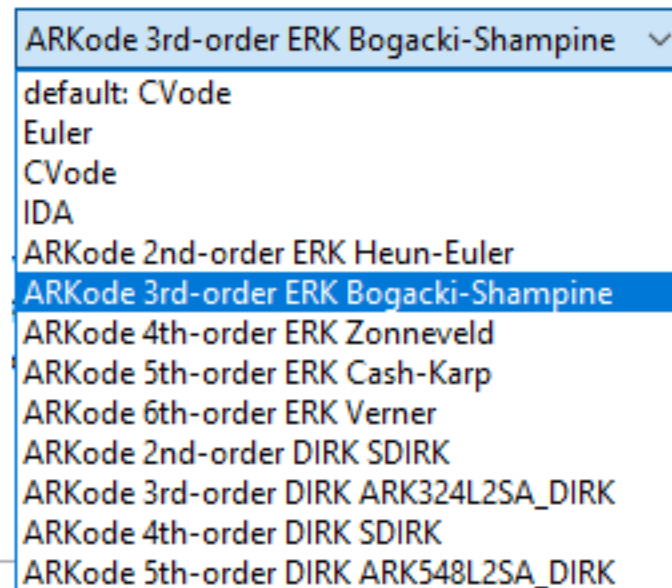 ARKode 3rd-order ERK Bogacki-Shampine
default: CVode
Euler
CVode
IDA
ARKode 2nd-order ERK Heun-Euler
ARKode 3rd-order ERK Bogacki-Shampine
ARKode 4th-order ERK Zonneveld
ARKode 5th-order ERK Cash-Karp
ARKode 6th-order ERK Verner
ARKode 2nd-order DIRK SDIRK
ARKode 3rd-order DIRK ARK324L2SA_DIRK
ARKode 4th-order DIRK SDIRK
ARKode 5th-order DIRK ARK548L2SA_DIRK